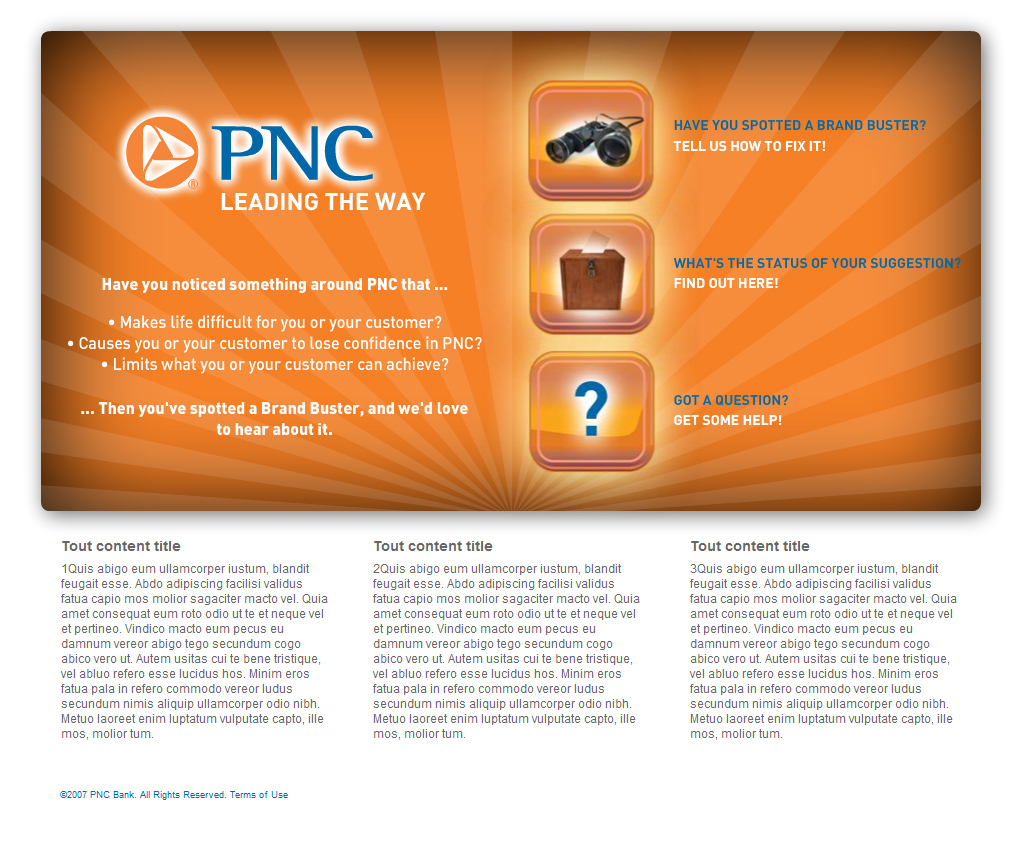 PNC
®
LEADING THE WAY
Have you noticed something around PNC that ...
• Makes life difficult for you or your customer?
• Causes you or your customer to lose confidence in PNC?
• Limits what you or your customer can achieve?
... Then you've spotted a Brand Buster, and we'd love
to hear about it.
HAVE YOU SPOTTED A BRAND BUSTER?
TELL US HOW TO FIX IT!
WHAT'S THE STATUS OF YOUR SUGGESTION?
FIND OUT HERE!
?
GOT A QUESTION?
GET SOME HELP!
Tout content title
1Quis abigo eum ullamcorper iustum, blandit
feugait esse. Abdo adipiscing facilisi validus
fatua capio mos molior sagaciter macto vel. Quia
amet consequat eum roto odio ut te et neque vel
et pertineo. Vindico macto eum pecus eu
damnum vereor abigo tego secundum cogo
abico vero ut. Autem usitas cui te bene tristique,
vel abluo refero esse lucidus hos. Minim eros
fatua pala in refero commodo vereor ludus
secundum nimis aliquip ullamcorper odio nibh.
Metuo laoreet enim luptatum vulputate capto, ille
mos, molior tum.
Tout content title
2Quis abigo eum ullamcorper iustum, blandit
feugait esse. Abdo adipiscing facilisi validus
fatua capio mos molior sagaciter macto vel. Quia
amet consequat eum roto odio ut te et neque vel
et pertineo. Vindico macto eum pecus eu
damnum vereor abigo tego secundum cogo
abico vero ut. Autem usitas cui te bene tristique,
vel abluo refero esse lucidus hos. Minim eros
fatua pala in refero commodo vereor ludus
secundum nimis aliquip ullamcorper odio nibh.
Metuo laoreet enim luptatum vulputate capto, ille
mos, molior tum.
Tout content title
3Quis abigo eum ullamcorper iustum, blandit
feugait esse. Abdo adipiscing facilisi validus
fatua capio mos molior sagaciter macto vel. Quia
amet consequat eum roto odio ut te et neque vel
et pertineo. Vindico macto eum pecus eu
damnum vereor abigo tego secundum cogo
abico vero ut. Autem usitas cui te bene tristique,
vel abluo refero esse lucidus hos. Minim eros
fatua pala in refero commodo vereor ludus
secundum nimis aliquip ullamcorper odio nibh.
Metuo laoreet enim luptatum vulputate capto, ille
mos, molior tum.
©2007 PNC Bank. All Rights Reserved. Terms of Use